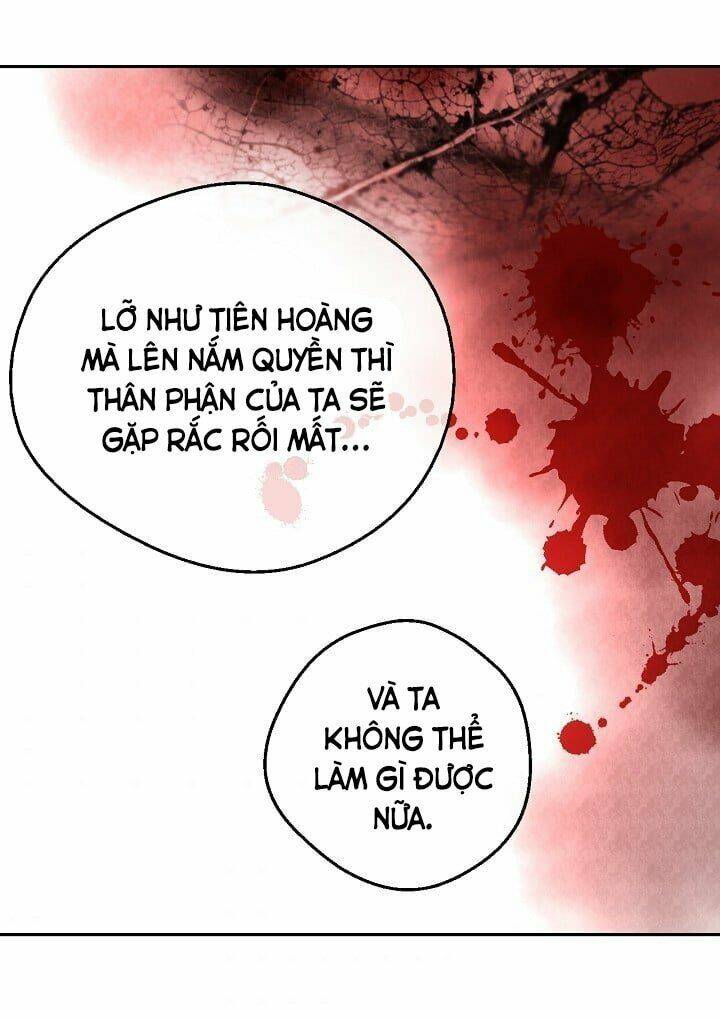 LỠ NHƯ TIÊN HOÀNG
MÀ LÊN NẮM QUYỀN THÌ
THÂN PHẬN CỦA TA SẼ
GẶP RẮC RỐI MẤT...
VÀ TA
KHÔNG THỂ
LÀM GÌ ĐƯỢC
NỮA.